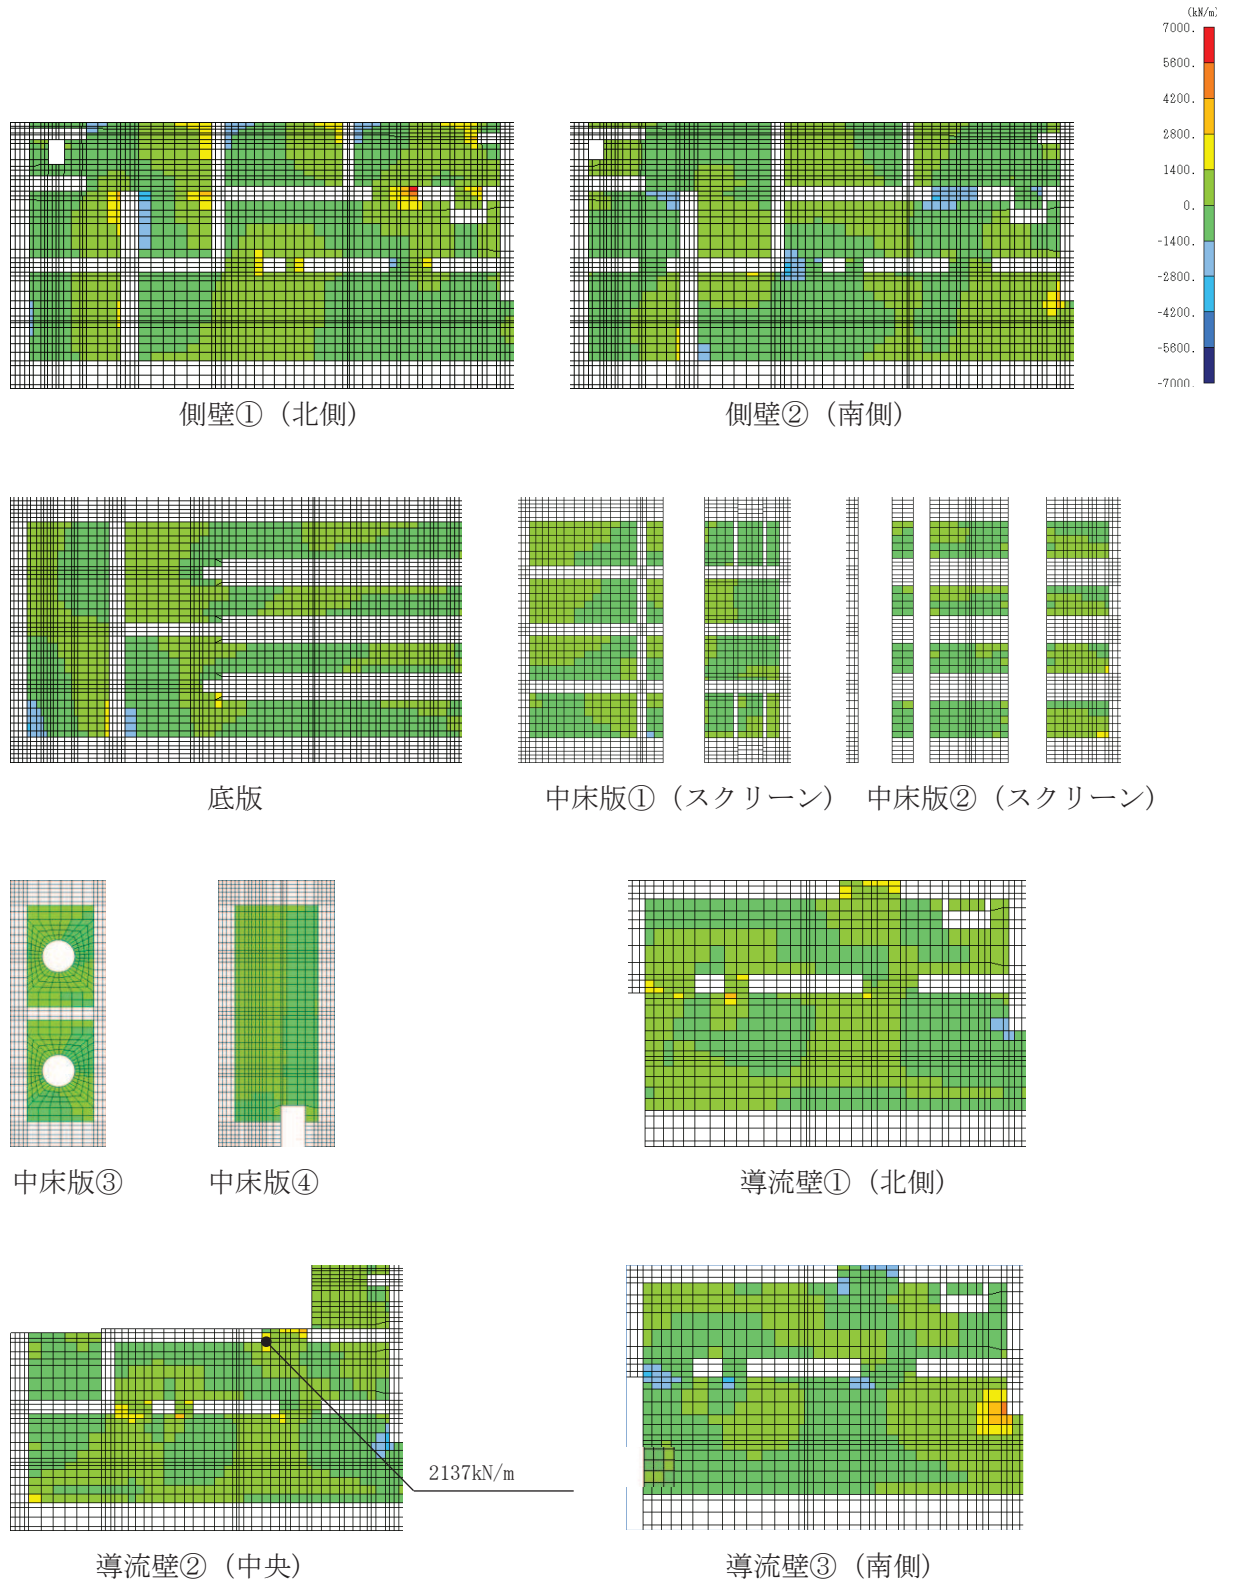 (kN/m)
7000.
5600.
4200.
2800.
1400.
0.
-1400.
-2800.
-4200.
-5600.
-7000.
側壁①（北側）
側壁②（南側）
底版
中床版①（スクリーン）
中床版②（スクリーン）
中床版③
中床版④
導流壁①（北側）
2137kN/m
導流壁②（中央）
導流壁③（南側）